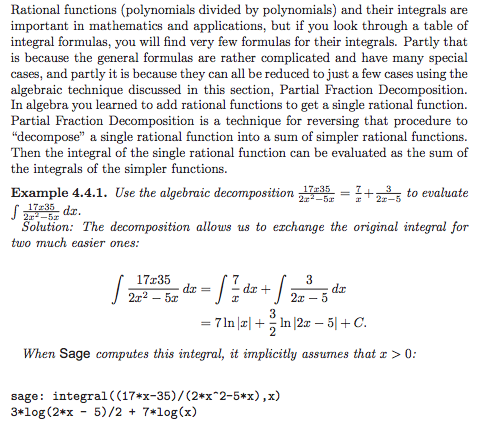 Rational functions (polynomials divided by polynomials) and their integrals are
important in mathematics and applications, but if you look through a table of
integral formulas, you will find very few formulas for their integrals. Partly that
is because the general formulas are rather complicated and have many special
cases, and partly it is because they can all be reduced to just a few cases using the
algebraic technique discussed in this section, Partial Fraction Decomposition.
In algebra you learned to add rational functions to get a single rational function.
Partial Fraction Decomposition is a technique for reversing that procedure to
“decompose” a single rational function into a sum of simpler rational functions.
Then the integral of the single rational function can be evaluated as the sum of
the integrals of the simpler functions.
Example 4.4.1. Use the algebraic decomposition \frac{17x35}{2x^2-5x} = \frac{7}{x} + \frac{3}{2x-5} to evaluate
\int \frac{17x35}{2x^2-5x} dx.
Solution: The decomposition allows us to exchange the original integral for
two much easier ones:
\int \frac{17x35}{2x^2 - 5x} dx = \int \frac{7}{x} dx + \int \frac{3}{2x - 5} dx
= 7 ln |x| + \frac{3}{2} ln |2x - 5| + C.
When Sage computes this integral, it implicitly assumes that x > 0:
sage: integral((17*x-35)/(2*x^2-5*x),x)
3*log(2*x - 5)/2 + 7*log(x)